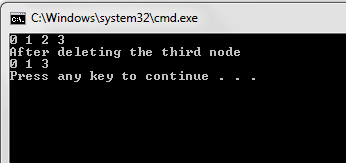 C:\Windows\system32\cmd.exe
0 1 2 3
After deleting the third node
0 1 3
Press any key to continue . . .